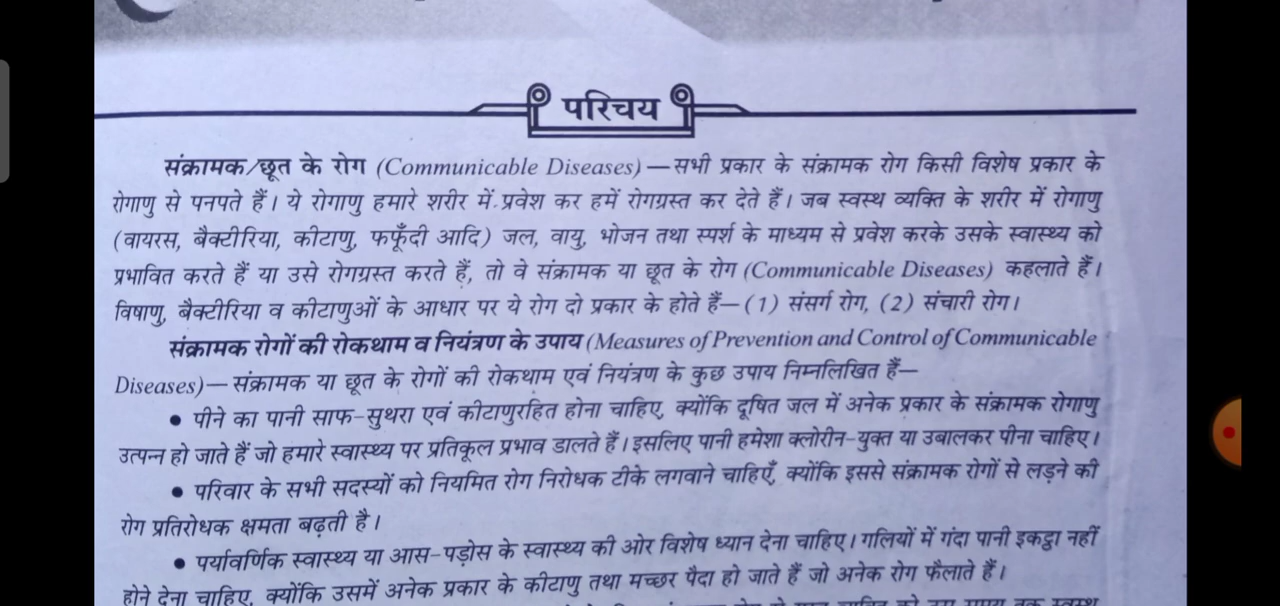 परिचय
संक्रामक/छूत के रोग (Communicable Diseases) —सभी प्रकार के संक्रामक रोग किसी विशेष प्रकार के
रोगाणु से पनपते हैं। ये रोगाणु हमारे शरीर में प्रवेश कर हमें रोगग्रस्त कर देते हैं। जब स्वस्थ व्यक्ति के शरीर में रोगाणु
(वायरस, बैक्टीरिया, कीटाणु, फफूँदी आदि) जल, वायु, भोजन तथा स्पर्श के माध्यम से प्रवेश करके उसके स्वास्थ्य को
प्रभावित करते हैं या उसे रोगग्रस्त करते हैं, तो वे संक्रामक या छूत के रोग (Communicable Diseases) कहलाते हैं।
विषाणु, बैक्टीरिया व कीटाणुओं के आधार पर ये रोग दो प्रकार के होते हैं— (1) संसर्ग रोग, (2) संचारी रोग।
संक्रामक रोगों की रोकथाम व नियंत्रण के उपाय (Measures of Prevention and Control of Communicable
Diseases)— संक्रामक या छूत के रोगों की रोकथाम एवं नियंत्रण के कुछ उपाय निम्नलिखित हैं—
• पीने का पानी साफ-सुथरा एवं कीटाणुरहित होना चाहिए, क्योंकि दूषित जल में अनेक प्रकार के संक्रामक रोगाणु
उत्पन्न हो जाते हैं जो हमारे स्वास्थ्य पर प्रतिकूल प्रभाव डालते हैं। इसलिए पानी हमेशा क्लोरीन-युक्त या उबालकर पीना चाहिए।
• परिवार के सभी सदस्यों को नियमित रोग निरोधक टीके लगवाने चाहिएँ, क्योंकि इससे संक्रामक रोगों से लड़ने की
रोग प्रतिरोधक क्षमता बढ़ती है।
• पर्यावर्णिक स्वास्थ्य या आस-पड़ोस के स्वास्थ्य की ओर विशेष ध्यान देना चाहिए। गलियों में गंदा पानी इकट्ठा नहीं
होने देना चाहिए, क्योंकि उसमें अनेक प्रकार के कीटाणु तथा मच्छर पैदा हो जाते हैं जो अनेक रोग फैलाते हैं।